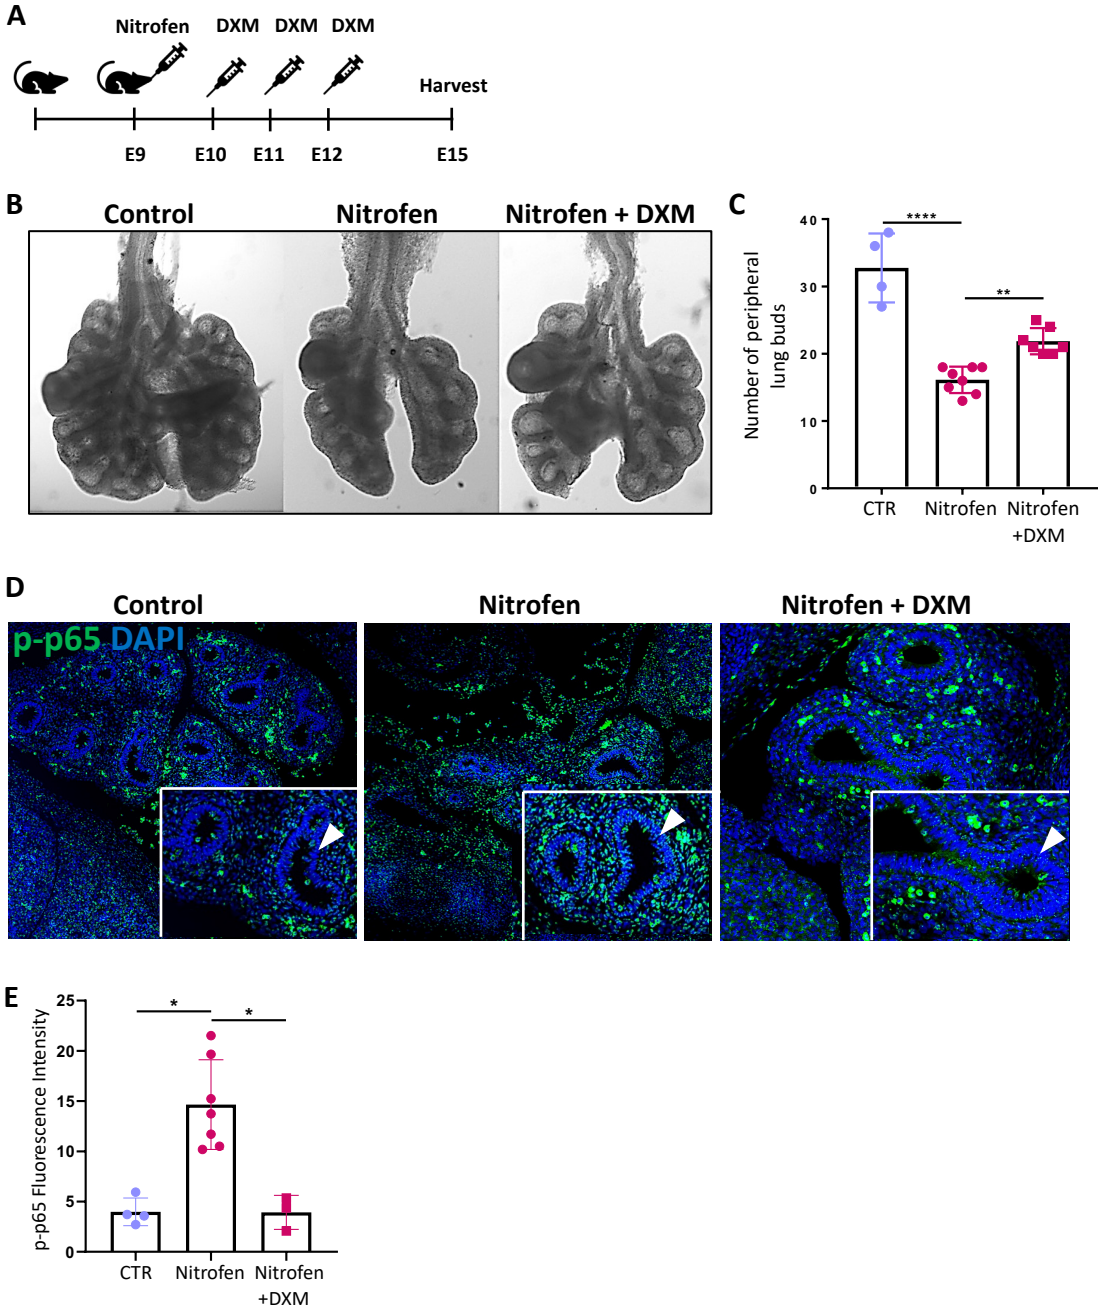 A
Nitrofen DXM DXM DXM
Harvest
E9 E10 E11 E12 E15
B
Control Nitrofen Nitrofen + DXM
C
Number of peripheral
lung buds
40
30
20
10
0
****
**
CTR Nitrofen Nitrofen
+DXM
D
Control Nitrofen Nitrofen + DXM
p-p65 DAPI
E
p-p65 Fluorescence Intensity
25
20
15
10
5
0
* *
CTR Nitrofen Nitrofen
+DXM